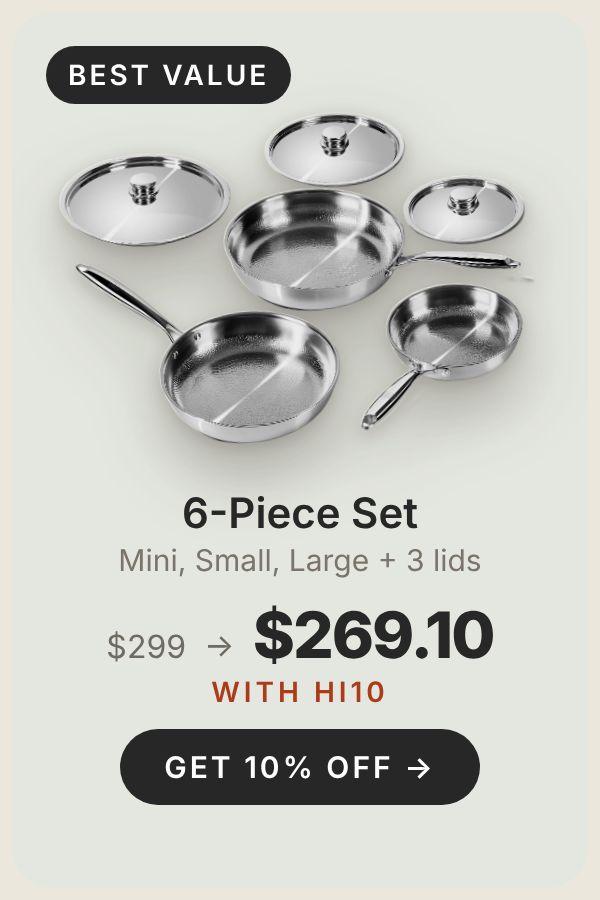 BEST VALUE
6-Piece Set
Mini, Small, Large + 3 lids
$299 → $269.10
WITH HI10
GET 10% OFF →